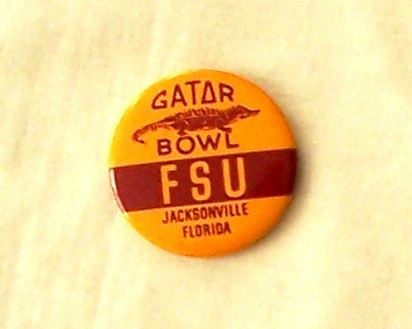 GATOR
BOWL
FSU
JACKSONVILLE
FLORIDA